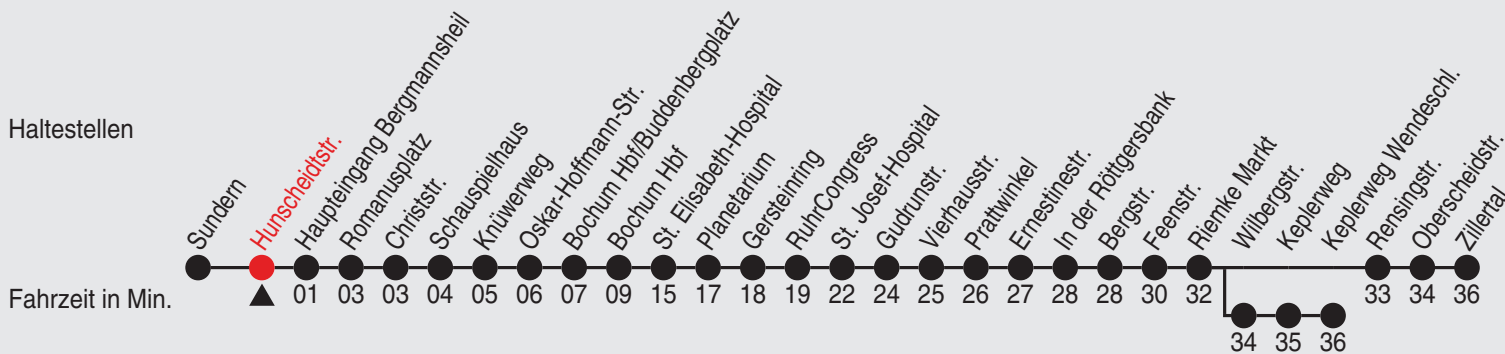 Haltestellen
Sundern
Hunscheidtstr.
Haupteingang Bergmannsheil
Romanusplatz
Christstr.
Schauspielhaus
Knüwerweg
Oskar-Hoffmann-Str.
Bochum Hbf/Buddenbergplatz
Bochum Hbf
St. Elisabeth-Hospital
Planetarium
Gersteinring
RuhrCongress
St. Josef-Hospital
Gudrunstr.
Vierhausstr.
Prattwinkel
Ernestinestr.
In der Röttgersbank
Bergstr.
Feenstr.
Riemke Markt
Wilbergstr.
Keplerweg
Keplerweg Wendeschl.
Rensingstr.
Oberscheidstr.
Zillertal
Fahrzeit in Min. 01 03 03 04 05 06 07 09 15 17 18 19 22 24 25 26 27 28 28 30 32 33 34 36
34 35 36